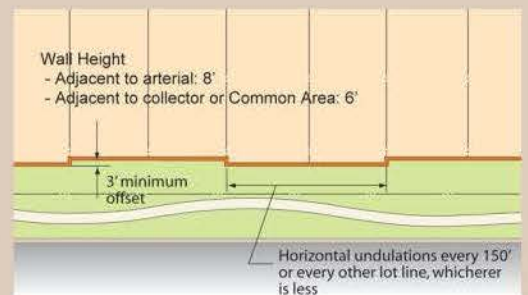 Wall Height
- Adjacent to arterial: 8'
- Adjacent to collector or Common Area: 6'
3' minimum
offset
Horizontal undulations every 150'
or every other lot line, whicherer
is less